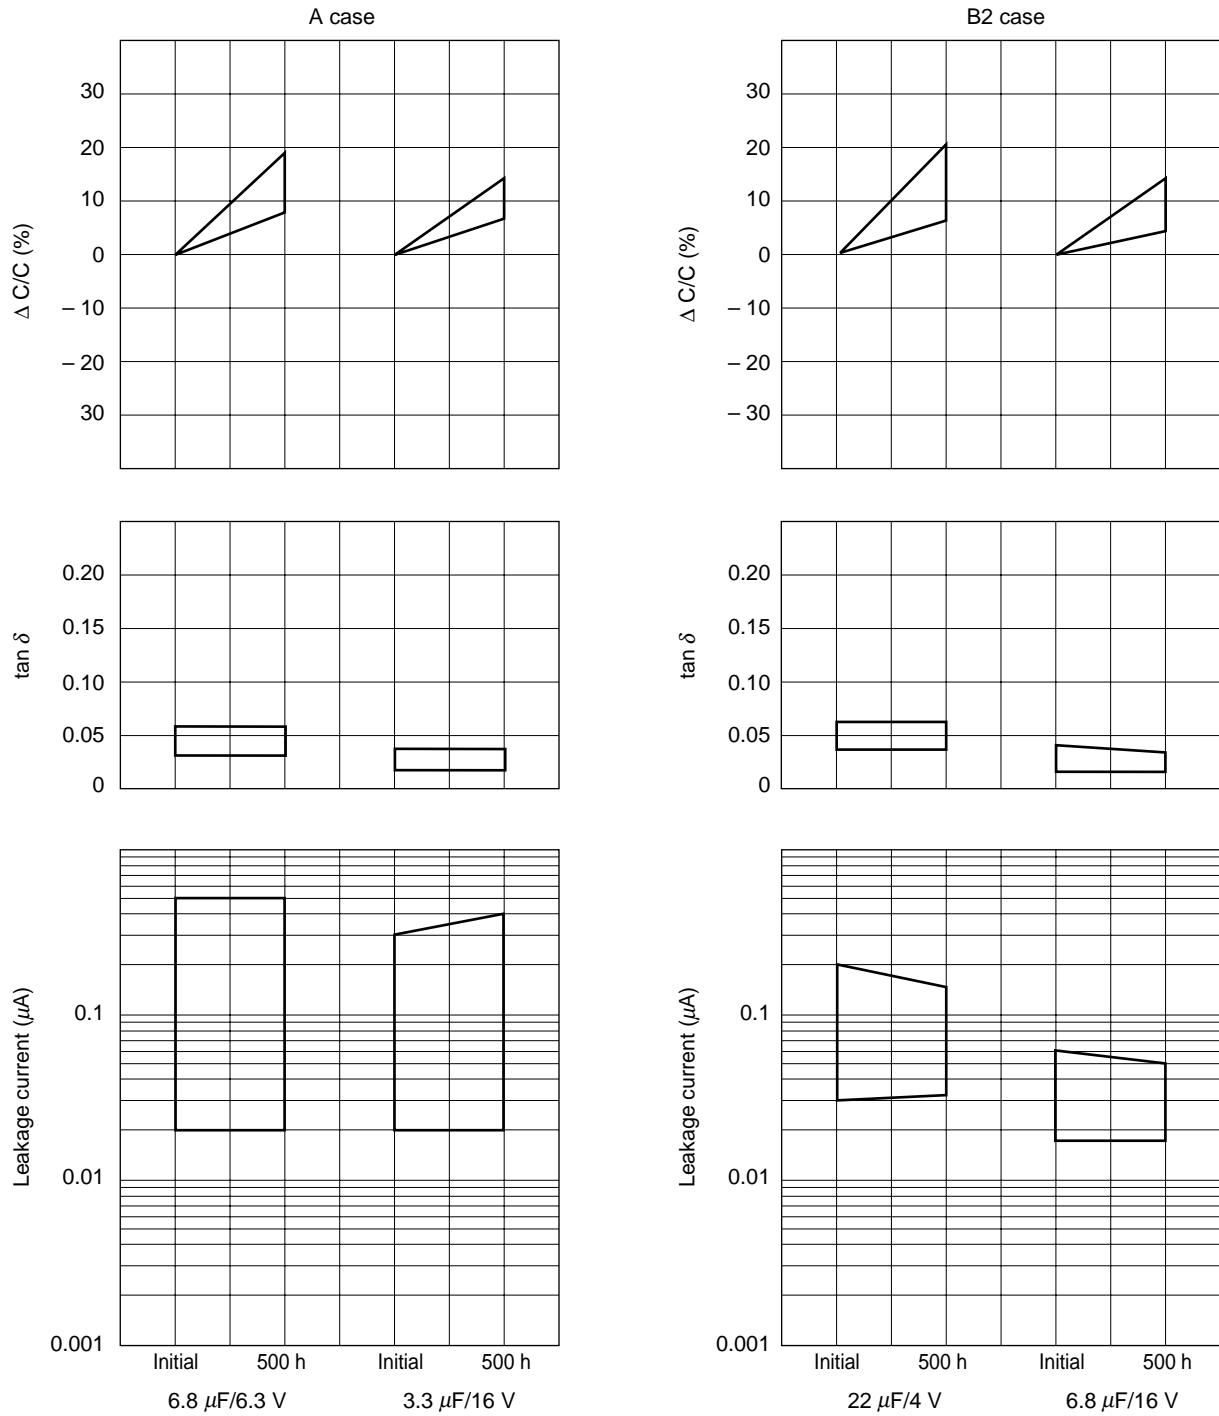 A case
30
20
10
0
– 10
– 20
30
Δ C/C (%)
0.20
0.15
0.10
0.05
0
tan δ
0.1
0.01
0.001
Leakage current (μA)
Initial 500 h Initial 500 h
6.8 μF/6.3 V 3.3 μF/16 V
B2 case
30
20
10
0
– 10
– 20
– 30
Δ C/C (%)
0.20
0.15
0.10
0.05
0
tan δ
0.1
0.01
0.001
Leakage current (μA)
Initial 500 h Initial 500 h
22 μF/4 V 6.8 μF/16 V